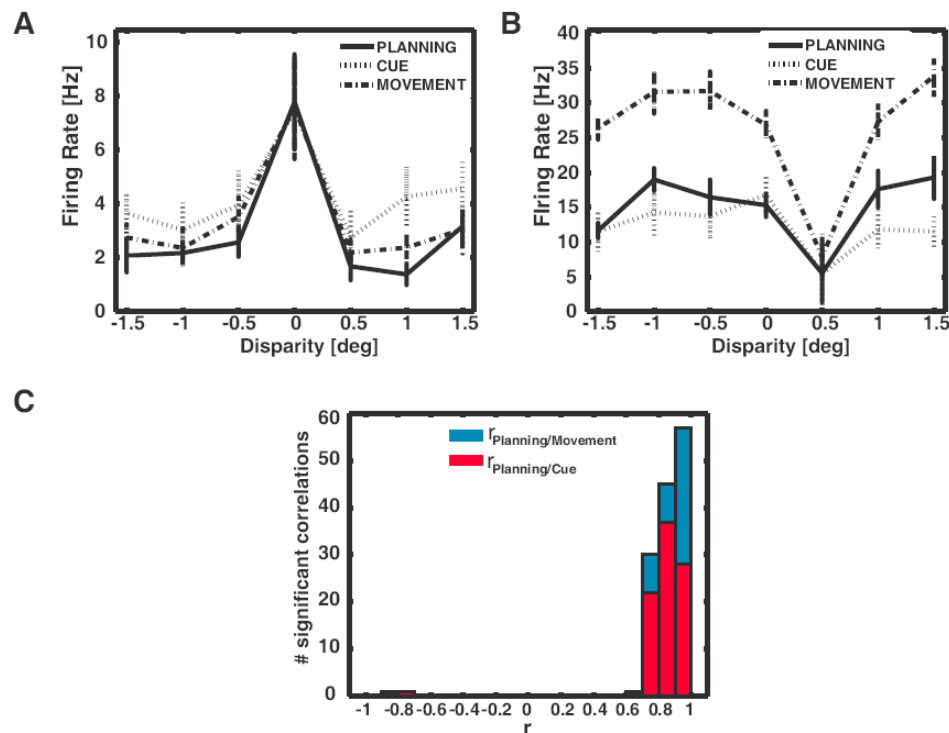 A
Firing Rate [Hz]
10
8
6
4
2
0
PLANNING
CUE
MOVEMENT
-1.5 -1 -0.5 0 0.5 1 1.5
Disparity [deg]
B
FIring Rate [Hz]
40
35
30
25
20
15
10
5
0
PLANNING
CUE
MOVEMENT
-1.5 -1 -0.5 0 0.5 1 1.5
Disparity [deg]
C
# significant correlations
60
50
40
30
20
10
0
rPlanning/Movement
rPlanning/Cue
-1 -0.8 -0.6 -0.4 -0.2 0 0.2 0.4 0.6 0.8 1
r